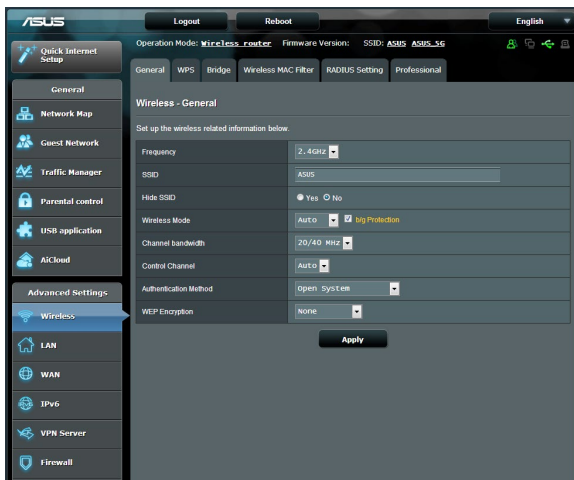 ASUS
Logout
Reboot
English
Quick Internet Setup
Operation Mode: Wireless router Firmware Version: SSID: ASUS ASUS_5G
General
WPS
Bridge
Wireless MAC Filter
RADIUS Setting
Professional
General
Network Map
Guest Network
Traffic Manager
Parental control
USB application
AiCloud
Advanced Settings
Wireless
LAN
WAN
IPv6
VPN Server
Firewall
Wireless - General
Set up the wireless related information below.
Frequency 2.4GHz
SSID ASUS
Hide SSID Yes No
Wireless Mode Auto b/g Protection
Channel bandwidth 20/40 MHz
Control Channel Auto
Authentication Method Open System
WEP Encryption None
Apply